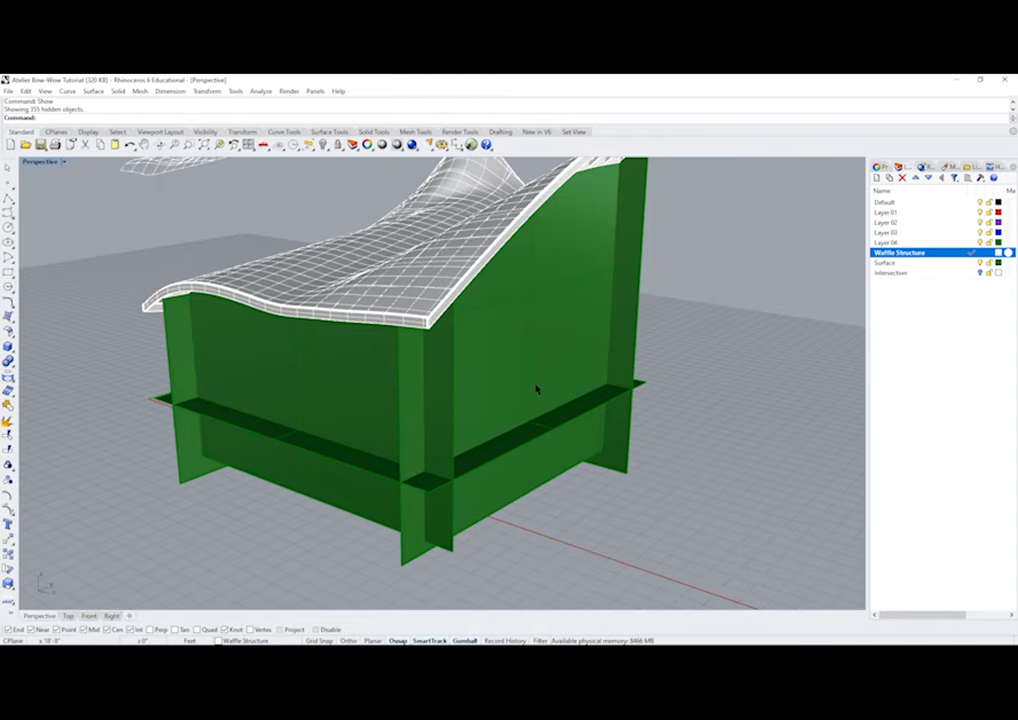 Atelier Bow-Wow Tutorial (320 KB) - Rhinoceros 6 Educational - [Perspective]
File Edit View Curve Surface Solid Mesh Dimension Transform Tools Analyze Render Panels Help
Command: Show
Showing 355 hidden objects.
Command:
Standard CPlanes Display Select Viewport Layout Visibility Transform Curve Tools Surface Tools Solid Tools Mesh Tools Render Tools Drafting New in V6 Set View
Perspective
Name
Default
Layer 01
Layer 02
Layer 03
Layer 04
Waffle Structure
Surface
Intersection
Perspective Top Front Right
End Near Point Mid Cen Int Perp Tan Quad Knot Vertex Project Disable
CPlane x 18'-8" z 0" Feet Waffle Structure Grid Snap Ortho Planar Osnap SmartTrack Gumball Record History Filter Available physical memory: 8466 MB